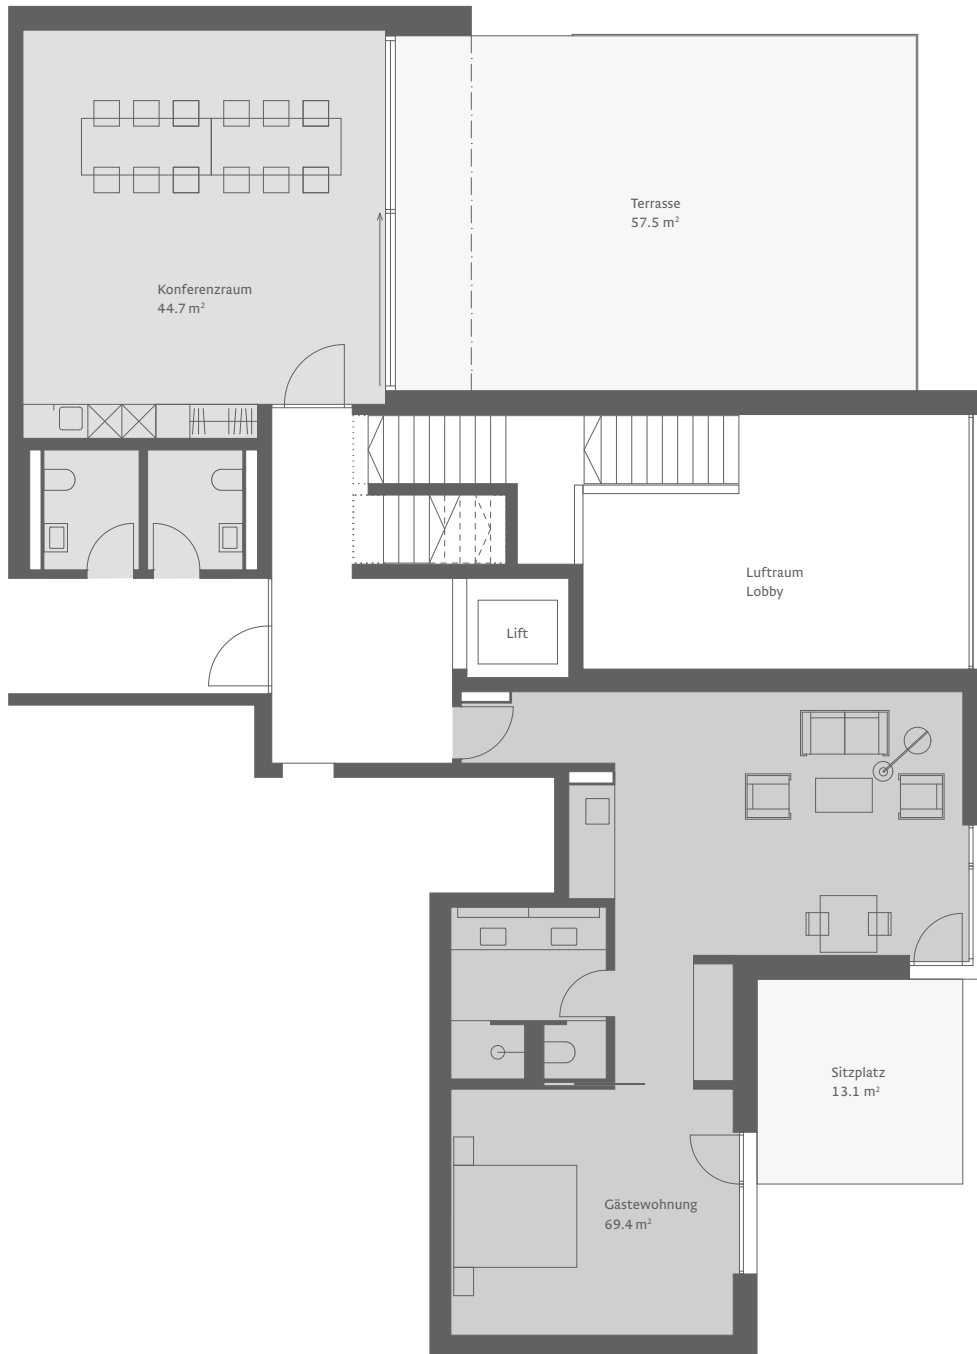 Terrasse
57.5 m²
Konferenzraum
44.7 m²
Luftraum
Lobby
Lift
Sitzplatz
13.1 m²
Gästewohnung
69.4 m²